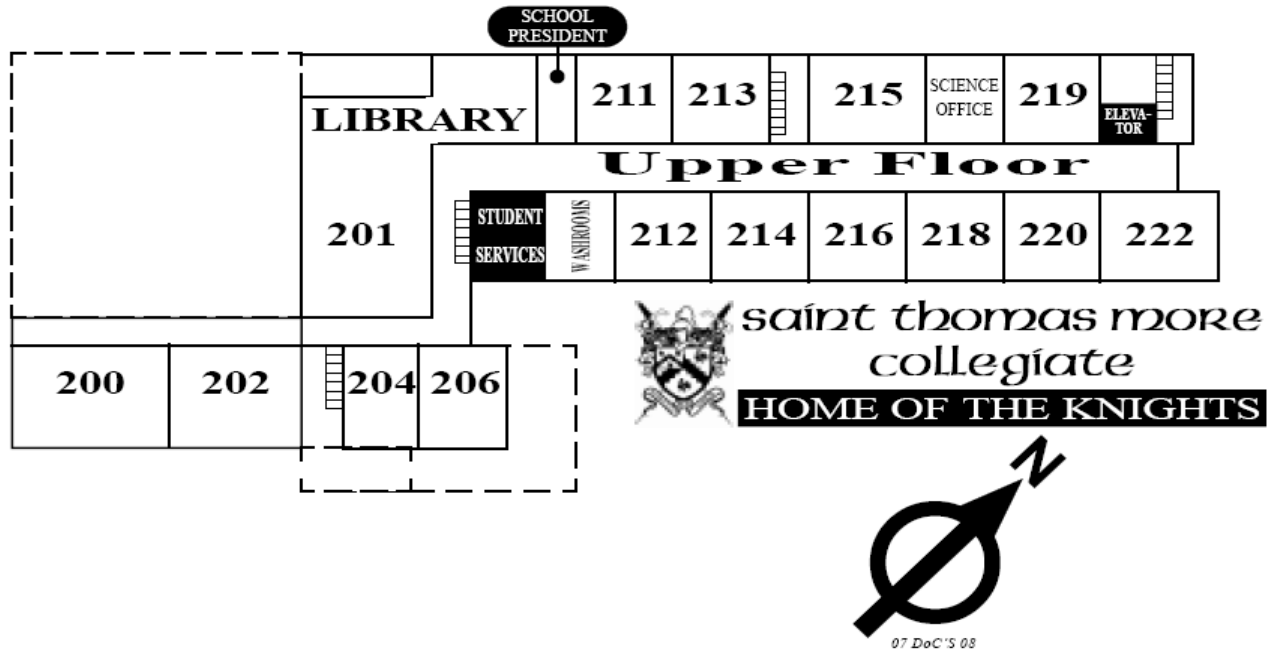 SCHOOL
PRESIDENT
211
213
215
SCIENCE
OFFICE
219
ELEVA-
TOR
LIBRARY
Upper Floor
201
STUDENT
SERVICES
WASHROOMS
212
214
216
218
220
222
saint thomas more
collegiate
HOME OF THE KNIGHTS
200
202
204
206
N
07 DoC'S 08